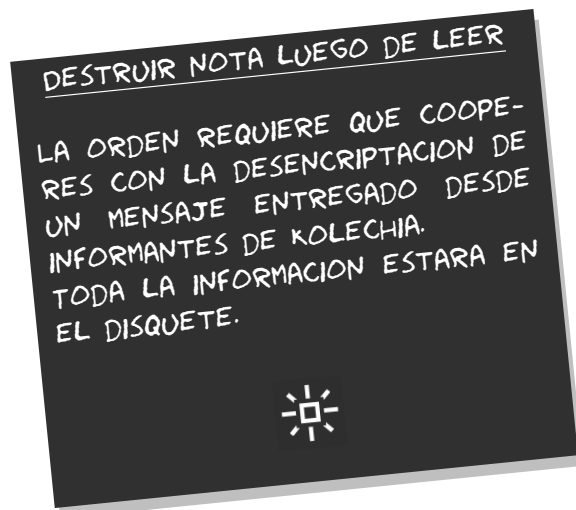 DESTRUIR NOTA LUEGO DE LEER
LA ORDEN REQUIERE QUE COOPE-
RES CON LA DESENCRIPTACION DE
UN MENSAJE ENTREGADO DESDE
INFORMANTES DE KOLECHIA.
TODA LA INFORMACION ESTARA EN
EL DISQUETE.